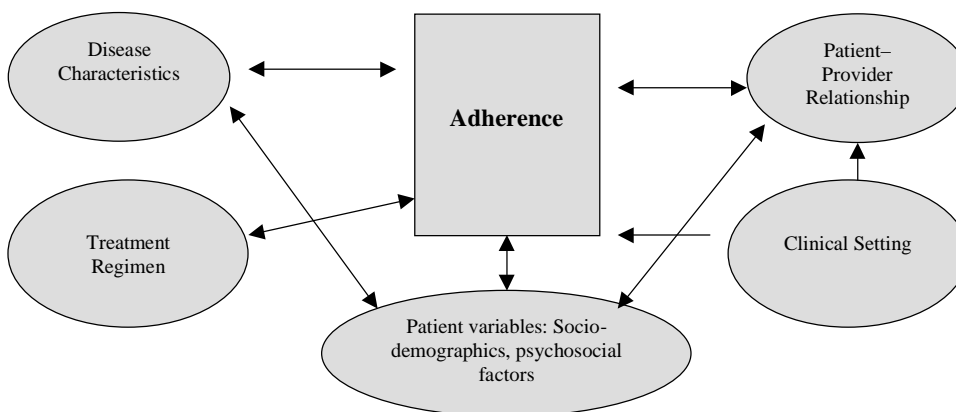 Disease
Characteristics
Adherence
Patient–
Provider
Relationship
Treatment
Regimen
Clinical Setting
Patient variables: Socio-
demographics, psychosocial
factors